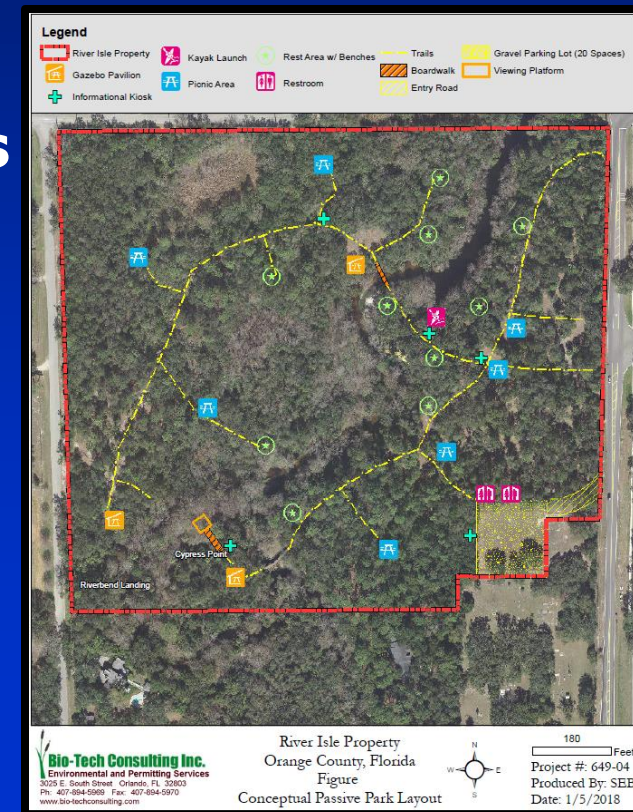 s
Legend
River Isle Property
Kayak Launch
Rest Area w/ Benches
Trails
Gravel Parking Lot (20 Spaces)
Gazebo Pavilion
Picnic Area
Restroom
Boardwalk
Viewing Platform
Informational Kiosk
Entry Road
Cypress Point
Riverbend Landing
Bio-Tech Consulting Inc.
Environmental and Permitting Services
3025 E. South Street Orlando, FL 32803
Ph: 407-894-5969 Fax: 407-894-5970
www.bio-techconsulting.com
River Isle Property
Orange County, Florida
Figure
Conceptual Passive Park Layout
N
W E
S
180
Feet
Project #: 649-04
Produced By: SEE
Date: 1/5/2018